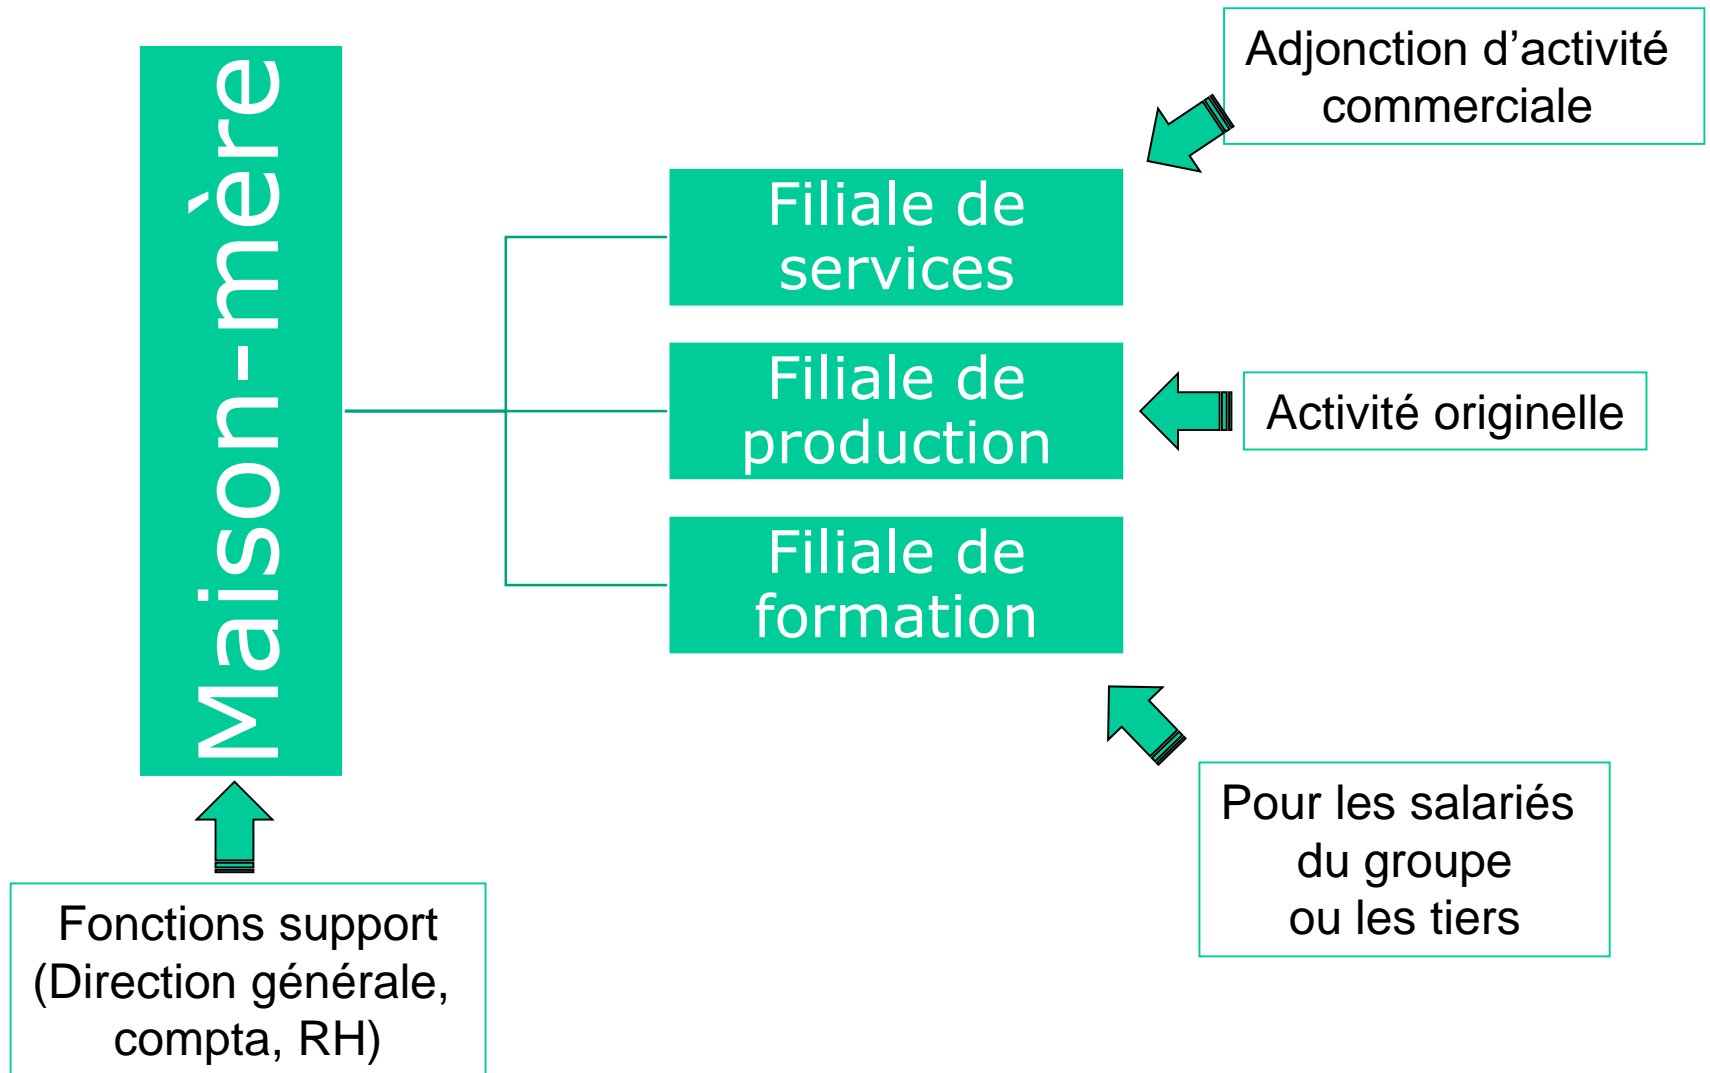 Maison-mère
Adjonction d’activité
commerciale
Filiale de
services
Filiale de
production
Activité originelle
Filiale de
formation
Pour les salariés
du groupe
ou les tiers
Fonctions support
(Direction générale,
compta, RH)